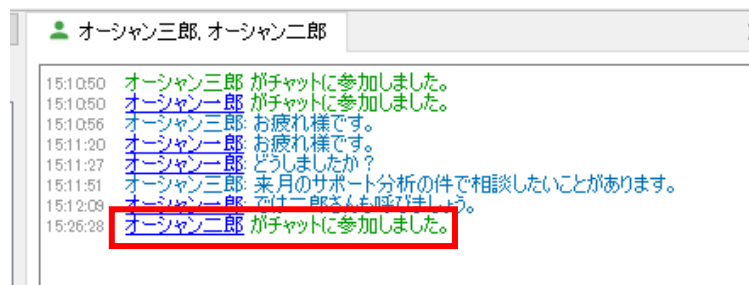 オーシャン三郎, オーシャン二郎
15:10:50 オーシャン三郎 がチャットに参加しました。
15:10:50 オーシャン一郎 がチャットに参加しました。
15:10:56 オーシャン三郎: お疲れ様です。
15:11:20 オーシャン一郎: お疲れ様です。
15:11:27 オーシャン一郎: どうしましたか?
15:11:51 オーシャン三郎: 来月のサポート分析の件で相談したいことがあります。
15:12:09 オーシャン一郎: では二郎さんも呼びましょう。
15:26:28 オーシャン二郎 がチャットに参加しました。